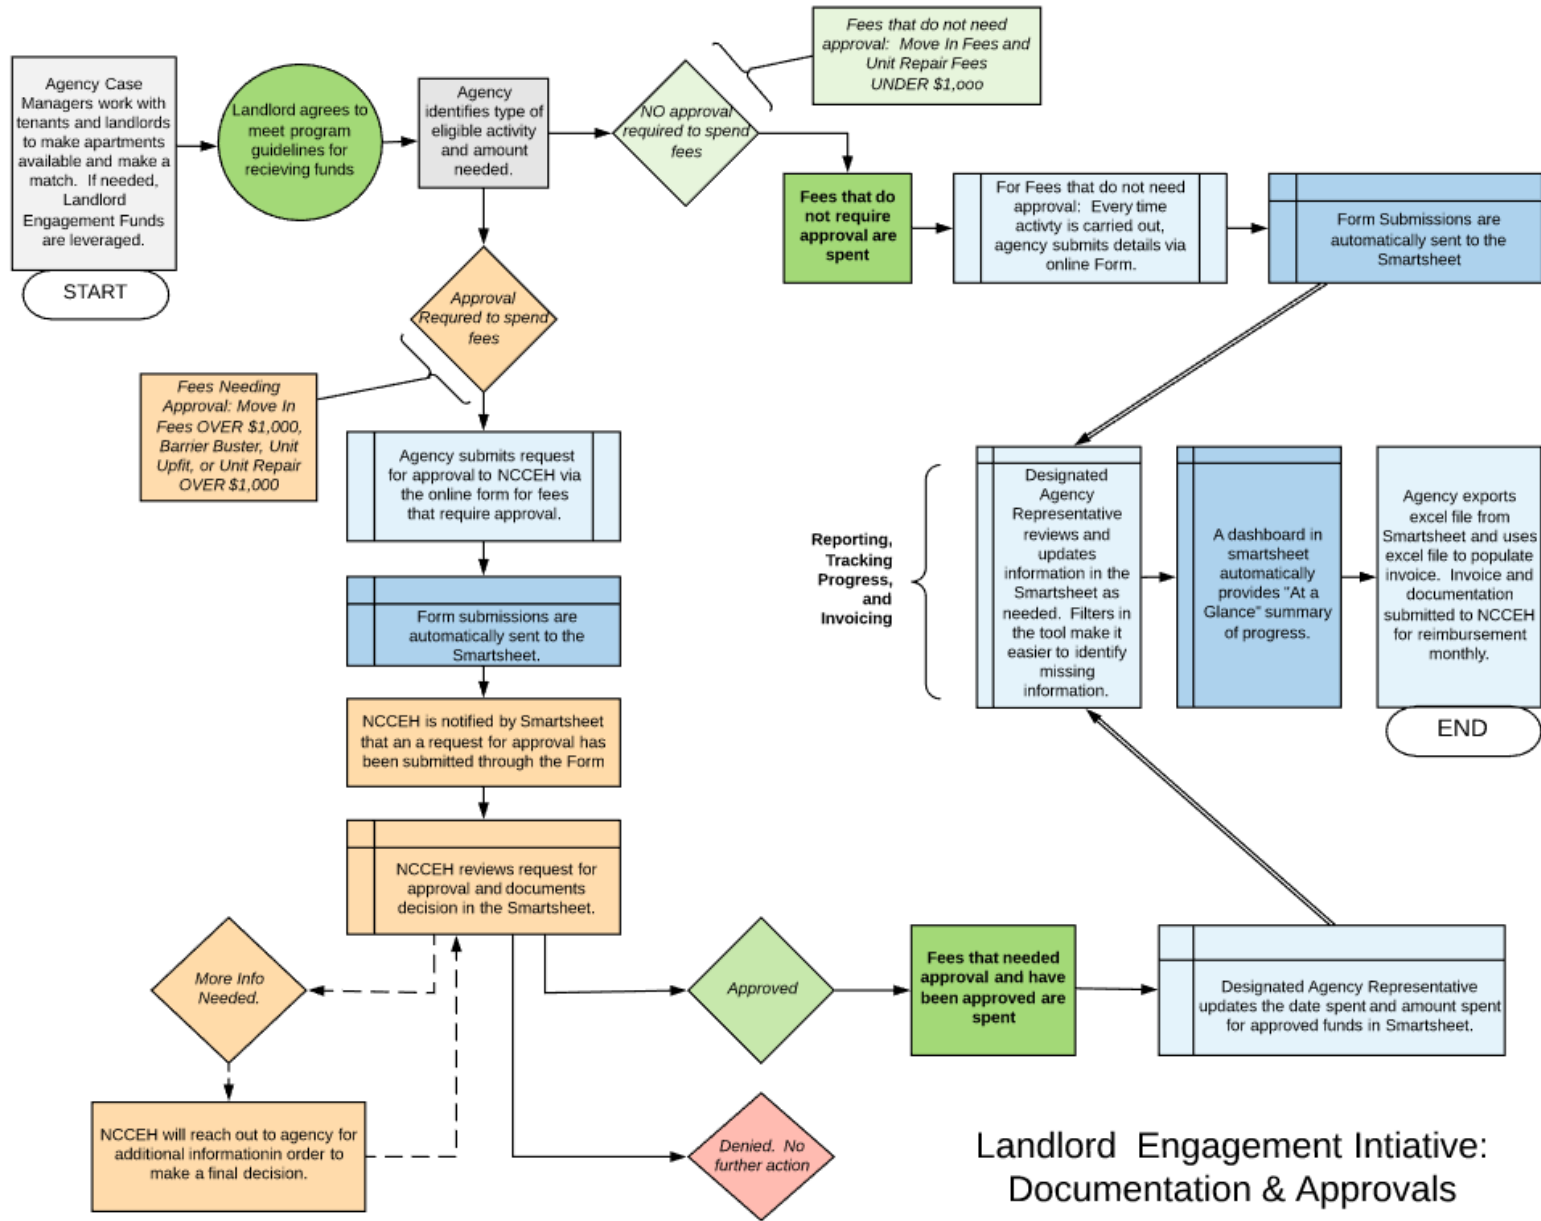 Agency Case
Managers work with
tenants and landlords
to make apartments
available and make a
match. If needed,
Landlord
Engagement Funds
are leveraged.
START
Landlord agrees to
meet program
guidelines for
recieving funds
Agency
identifies type of
eligible activity
and amount
needed.
NO approval
required to spend
fees
Fees that do not need
approval: Move In Fees and
Unit Repair Fees
UNDER $1,ooo
Fees that do
not require
approval are
spent
For Fees that do not need
approval: Every time
activty is carried out,
agency submits details via
online Form.
Form Submissions are
automatically sent to the
Smartsheet
Approval
Requred to spend
fees
Fees Needing
Approval: Move In
Fees OVER $1,000,
Barrier Buster, Unit
Upfit, or Unit Repair
OVER $1,000
Agency submits request
for approval to NCCEH via
the online form for fees
that require approval.
Form submissions are
automatically sent to the
Smartsheet.
NCCEH is notified by Smartsheet
that an a request for approval has
been submitted through the Form
NCCEH reviews request for
approval and documents
decision in the Smartsheet.
More Info
Needed.
NCCEH will reach out to agency for
additional informationin order to
make a final decision.
Approved
Denied. No
further action
Fees that needed
approval and have
been approved are
spent
Designated Agency Representative
updates the date spent and amount spent
for approved funds in Smartsheet.
Reporting,
Tracking
Progress,
and
Invoicing
Designated
Agency
Representative
reviews and
updates
information in the
Smartsheet as
needed. Filters in
the tool make it
easier to identify
missing
information.
A dashboard in
smartsheet
automatically
provides "At a
Glance" summary
of progress.
Agency exports
excel file from
Smartsheet and uses
excel file to populate
invoice. Invoice and
documentation
submitted to NCCEH
for reimbursement
monthly.
END
Landlord Engagement Intiative:
Documentation & Approvals